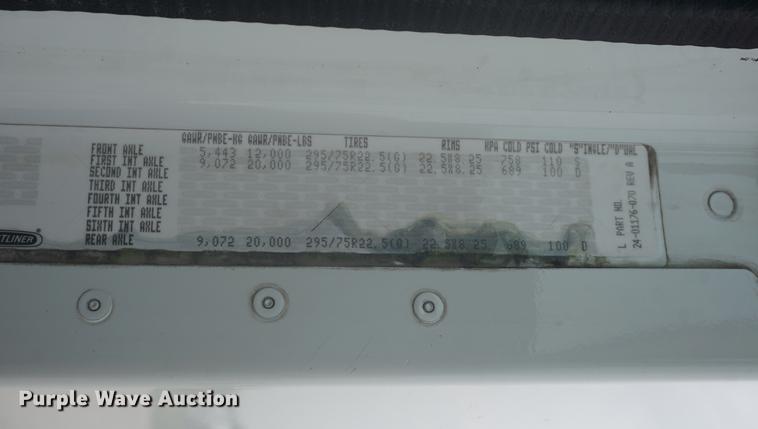 GAWR/PNBE-KG GAWR/PNBE-LBS TIRES RIMS KPA COLD PSI COLD "S"INGLE/"D"UAL
FRONT AXLE 5,443 12,000 295/75R22.5(G) 22.5X8.25 758 110 S
FIRST INT AXLE 9,072 20,000 295/75R22.5(G) 22.5X8.25 689 100 D
SECOND INT AXLE
THIRD INT AXLE
FOURTH INT AXLE
FIFTH INT AXLE
SIXTH INT AXLE
REAR AXLE 9,072 20,000 295/75R22.5(G) 22.5X8.25 689 100 D
L PART NO.
24-01176-070 REV A
TLINER
Purple Wave Auction